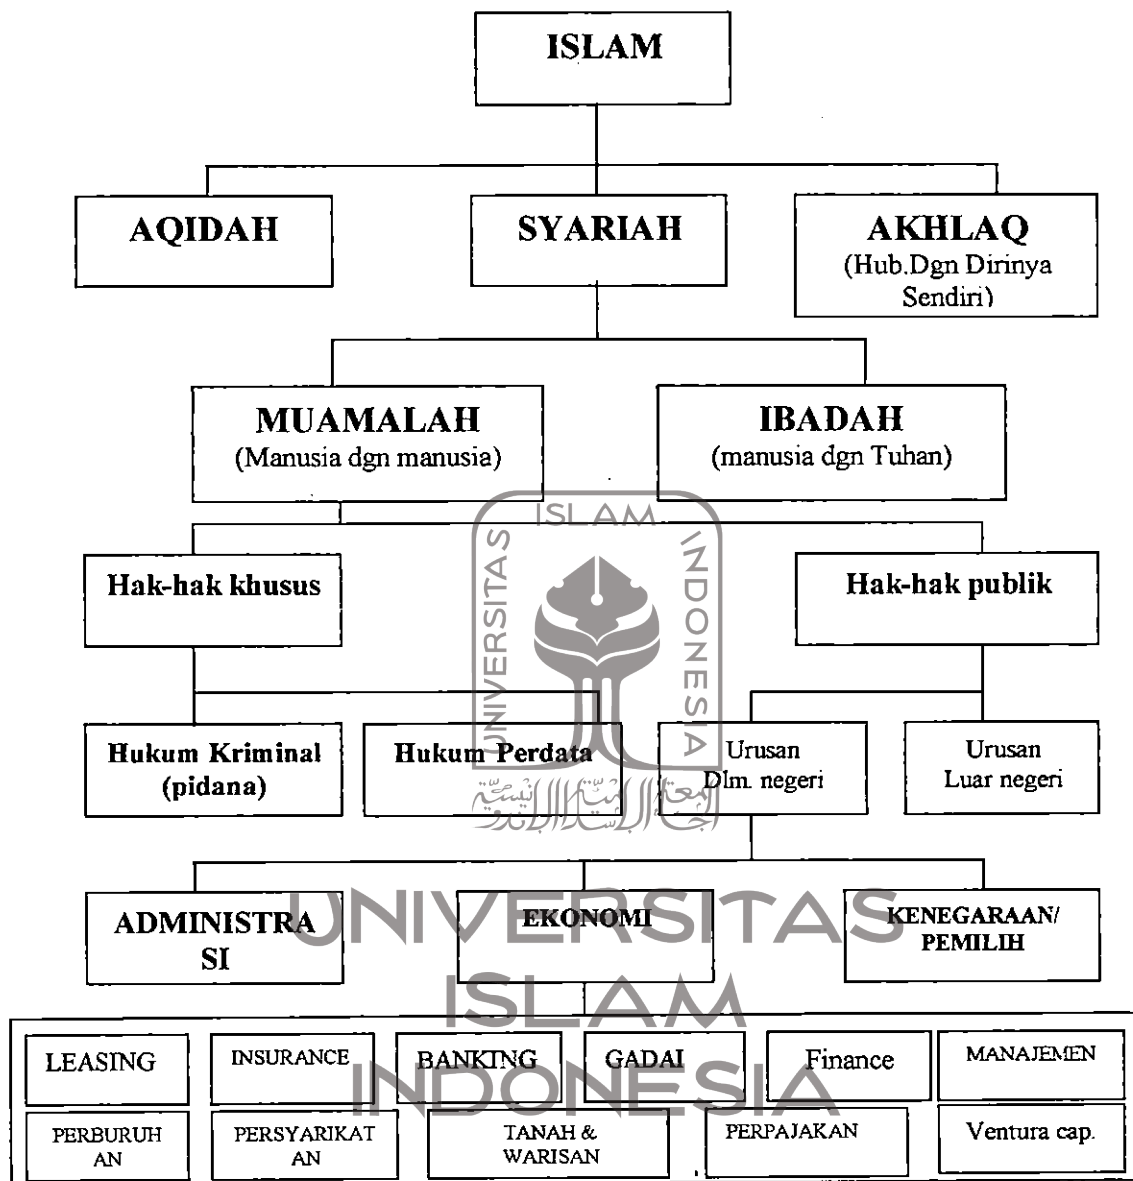 ISLAM
AQIDAH
SYARIAH
AKHLAQ
(Hub.Dgn Dirinya
Sendiri)
MUAMALAH
(Manusia dgn manusia)
IBADAH
(manusia dgn Tuhan)
UNIVERSITAS
ISLAM
INDONESIA
Hak-hak khusus
Hak-hak publik
Hukum Kriminal
(pidana)
Hukum Perdata
Urusan
Dlm. negeri
Urusan
Luar negeri
ADMINISTRA
SI
EKONOMI
KENEGARAAN/
PEMILIH
UNIVERSITAS
ISLAM
INDONESIA
LEASING
INSURANCE
BANKING
GADAI
Finance
MANAJEMEN
PERBURUH
AN
PERSYARIKAT
AN
TANAH &
WARISAN
PERPAJAKAN
Ventura cap.